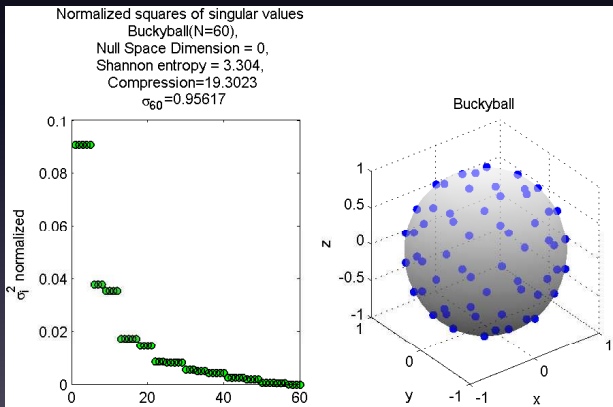 Normalized squares of singular values
Buckyball(N=60),
Null Space Dimension = 0,
Shannon entropy = 3.304,
Compression=19.3023
σ60=0.95617
0.1
0.08
0.06
0.04
0.02
0
0 20 40 60
σi2 normalized
Buckyball
1
0.5
0
-0.5
-1
z
1
0
-1
y
-1
0
1
x